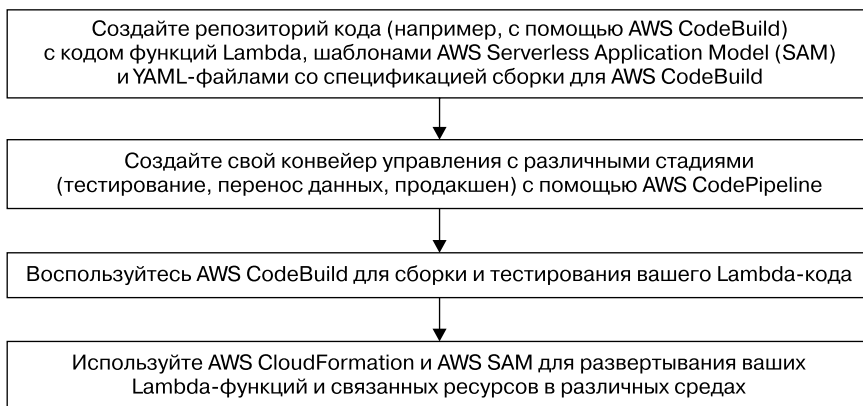 Создайте репозиторий кода (например, с помощью AWS CodeBuild)
с кодом функций Lambda, шаблонами AWS Serverless Application Model (SAM)
и YAML-файлами со спецификацией сборки для AWS CodeBuild
Создайте свой конвейер управления с различными стадиями
(тестирование, перенос данных, продакшен) с помощью AWS CodePipeline
Воспользуйтесь AWS CodeBuild для сборки и тестирования вашего Lambda-кода
Используйте AWS CloudFormation и AWS SAM для развертывания ваших
Lambda-функций и связанных ресурсов в различных средах